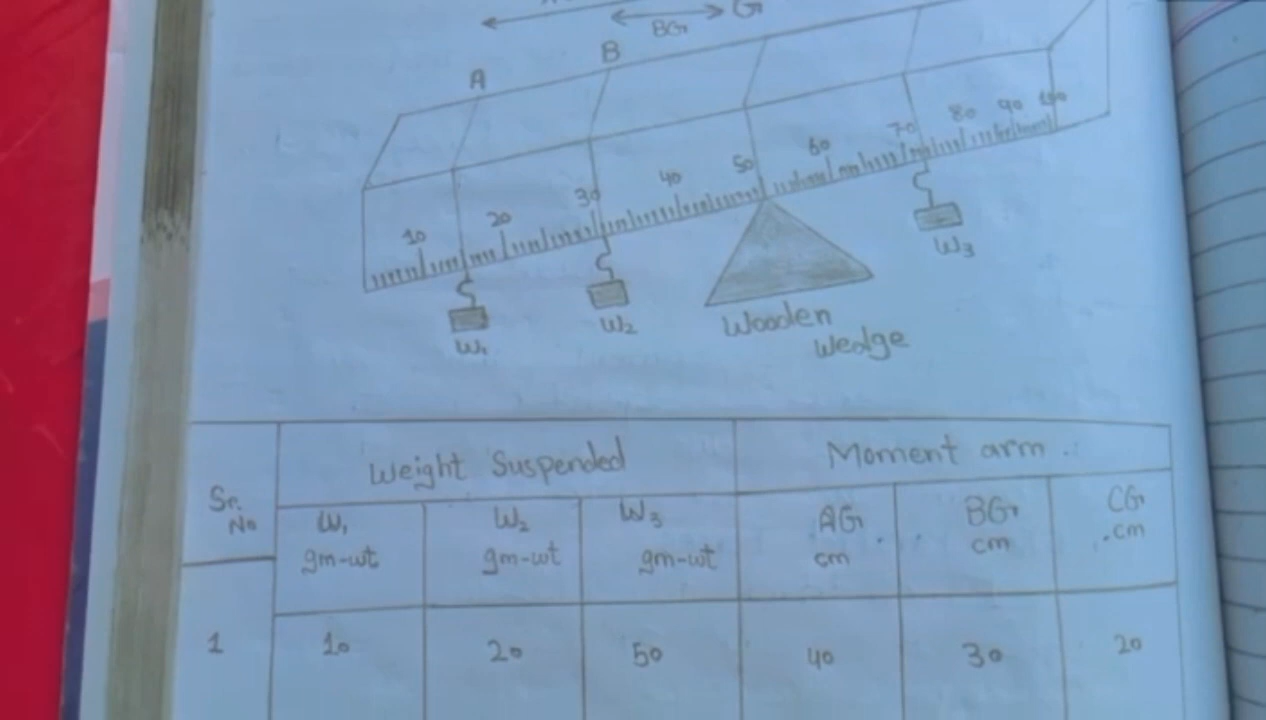 BG G
B
A
80 90 100
70
60
50
40
30
20
10
W3
W2
W1
Wooden
Wedge
Weight Suspended Moment arm.
Sr. No
W1 gm-wt W2 gm-wt W3 gm-wt AG cm BG cm CG cm
1 10 20 50 40 30 20